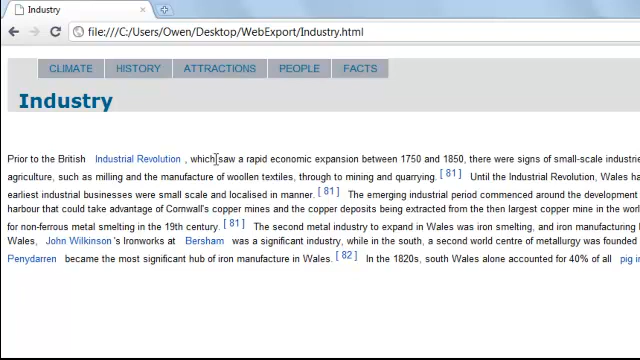 Industry
file:///C:/Users/Owen/Desktop/WebExport/Industry.html
CLIMATE HISTORY ATTRACTIONS PEOPLE FACTS
Industry
Prior to the British Industrial Revolution , which saw a rapid economic expansion between 1750 and 1850, there were signs of small-scale industrie
agriculture, such as milling and the manufacture of woollen textiles, through to mining and quarrying. [ 81 ] Until the Industrial Revolution, Wales ha
earliest industrial businesses were small scale and localised in manner. [ 81 ] The emerging industrial period commenced around the development
harbour that could take advantage of Cornwall's copper mines and the copper deposits being extracted from the then largest copper mine in the worl
for non-ferrous metal smelting in the 19th century. [ 81 ] The second metal industry to expand in Wales was iron smelting, and iron manufacturing
Wales, John Wilkinson 's Ironworks at Bersham was a significant industry, while in the south, a second world centre of metallurgy was founded
Penydarren became the most significant hub of iron manufacture in Wales. [ 82 ] In the 1820s, south Wales alone accounted for 40% of all pig in